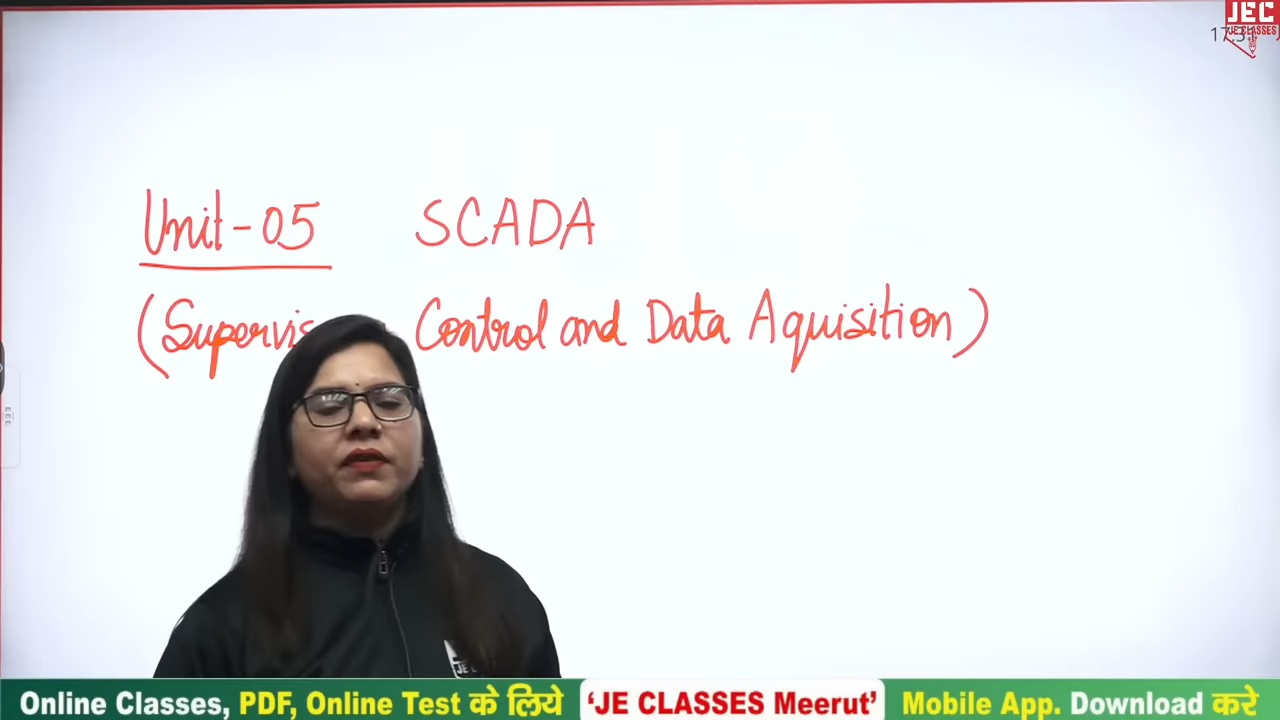 JEC
JE CLASSES
Unit-05 SCADA
(Supervis Control and Data Aquisition)
Online Classes, PDF, Online Test के लिये 'JE CLASSES Meerut' Mobile App. Download करे